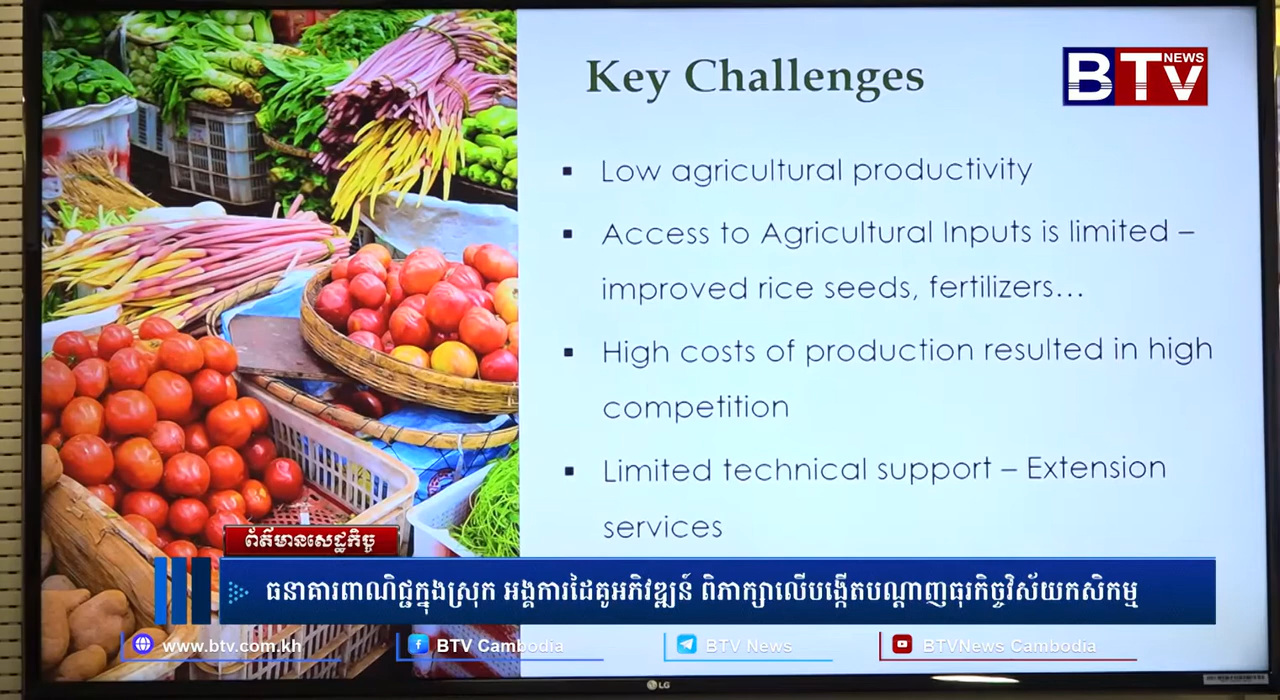 Key Challenges
BTV NEWS
▪ Low agricultural productivity
▪ Access to Agricultural Inputs is limited –
improved rice seeds, fertilizers...
▪ High costs of production resulted in high
competition
▪ Limited technical support – Extension
services
ព័ត៌មានសេដ្ឋកិច្ច
ធនាគារពាណិជ្ជក្នុងស្រុក អង្គការដៃគូអភិវឌ្ឍន៍ ពិភាក្សាលើបង្កើតបណ្តាញធុរកិច្ចវិស័យកសិកម្ម
www.btv.com.kh BTV Cambodia BTV News BTVNews Cambodia
LG